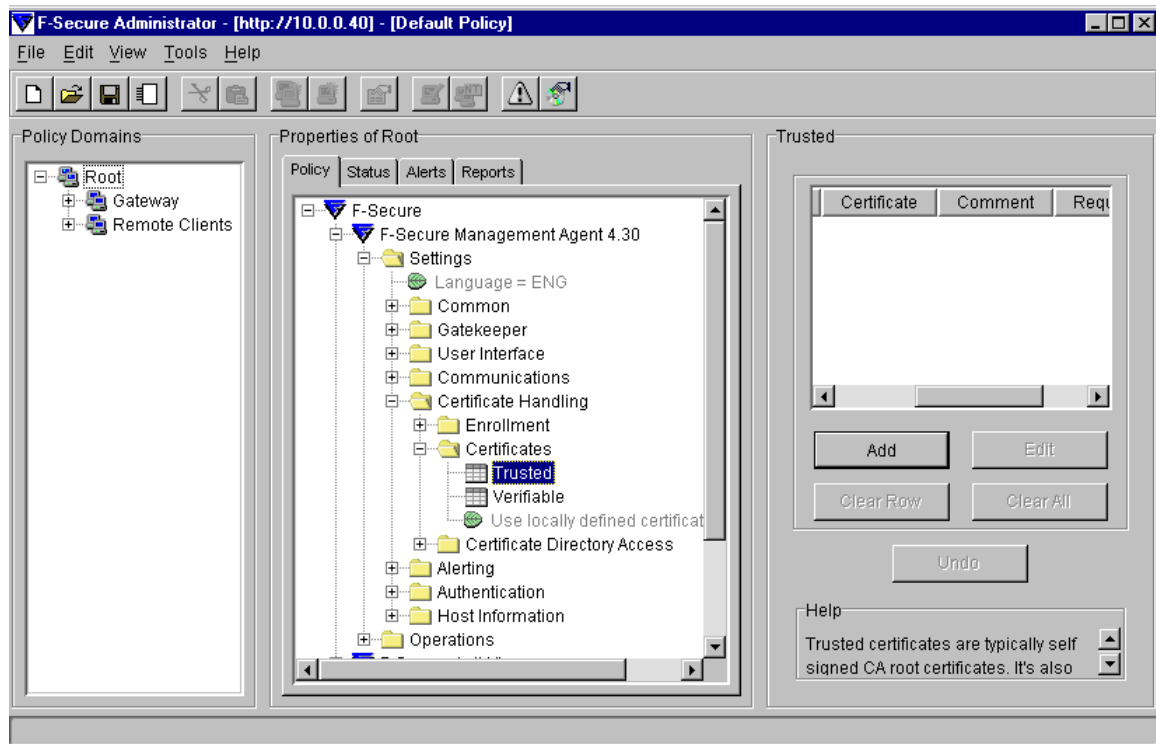 F-Secure Administrator - [http://10.0.0.40] - [Default Policy]
File Edit View Tools Help
Policy Domains
Root
Gateway
Remote Clients
Properties of Root
Policy Status Alerts Reports
F-Secure
F-Secure Management Agent 4.30
Settings
Language = ENG
Common
Gatekeeper
User Interface
Communications
Certificate Handling
Enrollment
Certificates
Trusted
Verifiable
Use locally defined certificat
Certificate Directory Access
Alerting
Authentication
Host Information
Operations
Trusted
Certificate Comment Requ
Add Edit
Clear Row Clear All
Undo
Help
Trusted certificates are typically self
signed CA root certificates. It's also